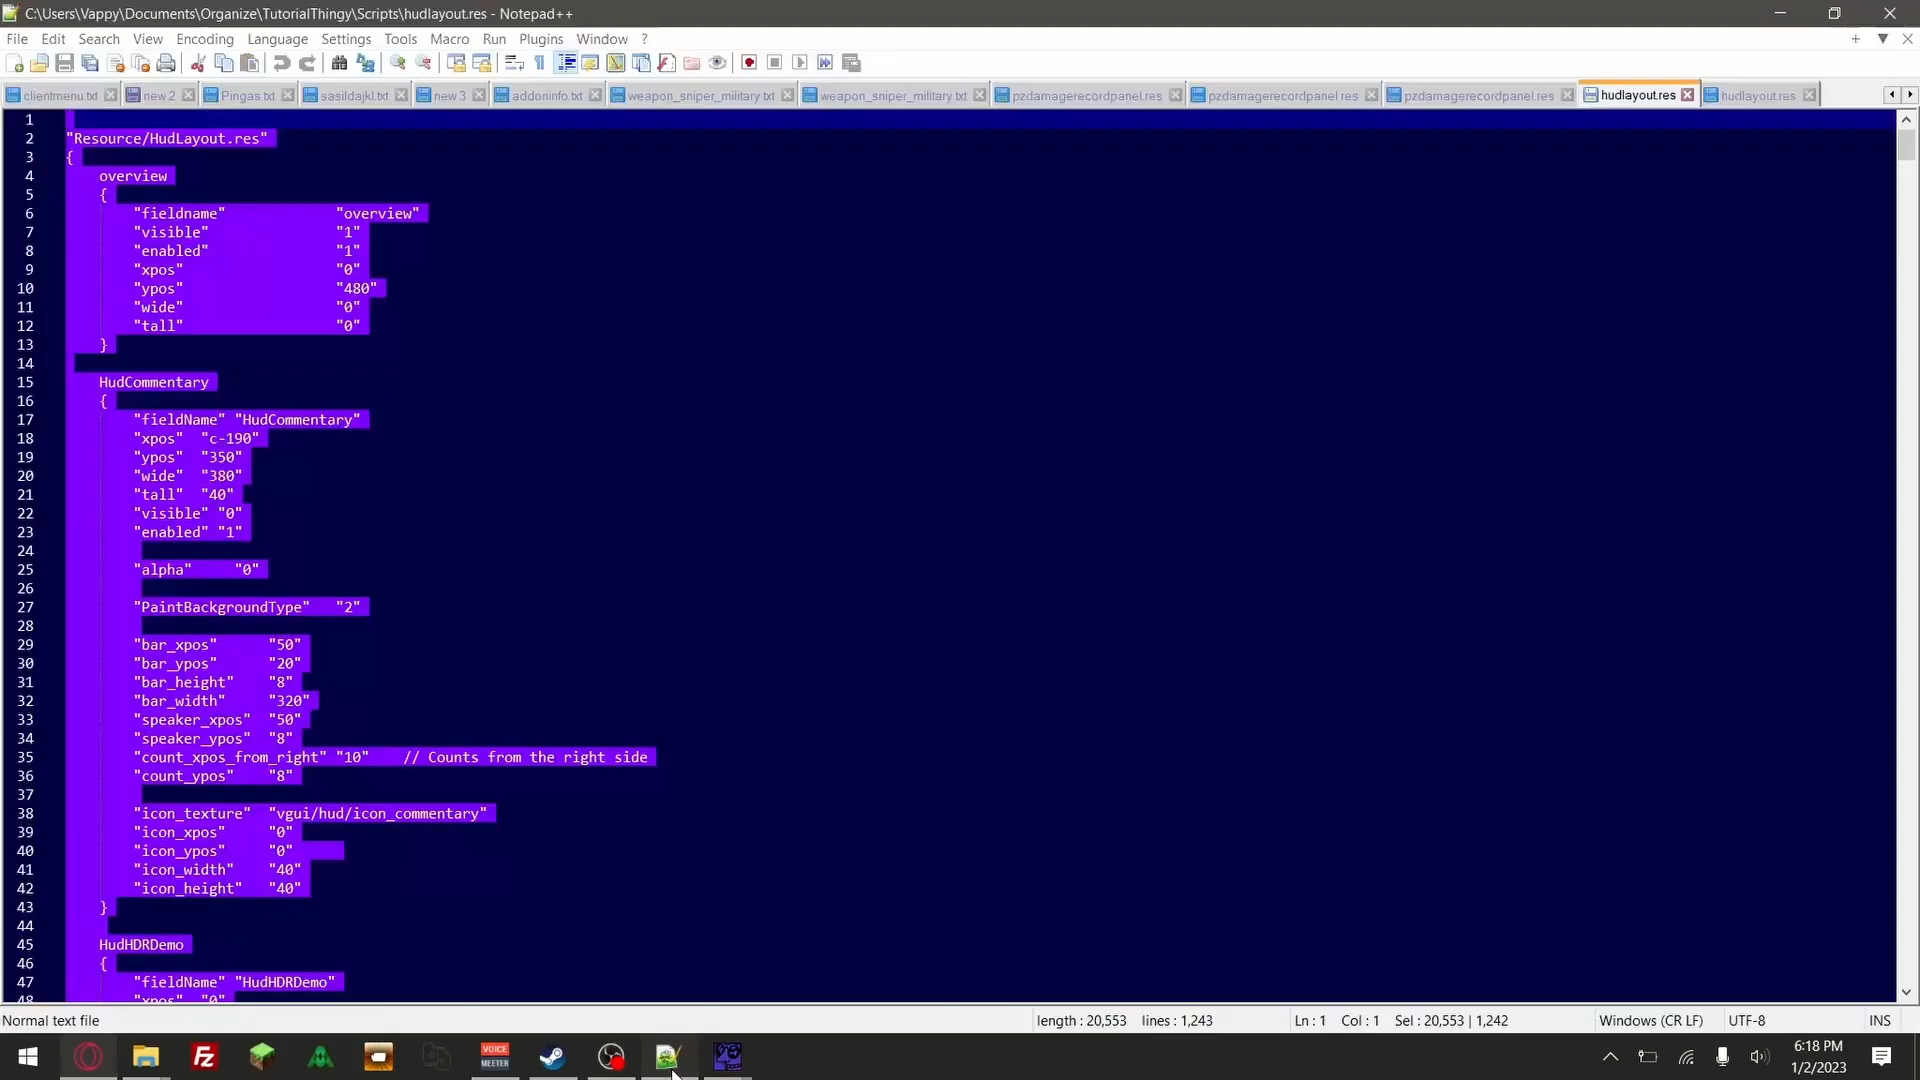 C:\Users\Vappy\Documents\Organize\TutorialThingy\Scripts\hudlayout.res - Notepad++
File Edit Search View Encoding Language Settings Tools Macro Run Plugins Window ?
clientmenu.txt new 2 Pingas.txt sasildajkl.txt new 3 addoninfo.txt weapon_sniper_military.txt weapon_sniper_military.txt pzdamagerecordpanel.res pzdamagerecordpanel.res pzdamagerecordpanel.res hudlayout.res hudlayout.res
1
2 "Resource/HudLayout.res"
3 {
4 overview
5 {
6 "fieldname" "overview"
7 "visible" "1"
8 "enabled" "1"
9 "xpos" "0"
10 "ypos" "480"
11 "wide" "0"
12 "tall" "0"
13 }
14
15 HudCommentary
16 {
17 "fieldName" "HudCommentary"
18 "xpos" "c-190"
19 "ypos" "350"
20 "wide" "380"
21 "tall" "40"
22 "visible" "0"
23 "enabled" "1"
24
25 "alpha" "0"
26
27 "PaintBackgroundType" "2"
28
29 "bar_xpos" "50"
30 "bar_ypos" "20"
31 "bar_height" "8"
32 "bar_width" "320"
33 "speaker_xpos" "50"
34 "speaker_ypos" "8"
35 "count_xpos_from_right" "10" // Counts from the right side
36 "count_ypos" "8"
37
38 "icon_texture" "vgui/hud/icon_commentary"
39 "icon_xpos" "0"
40 "icon_ypos" "0"
41 "icon_width" "40"
42 "icon_height" "40"
43 }
44
45 HudHDRDemo
46 {
47 "fieldName" "HudHDRDemo"
48 "xpos" "0"
Normal text file length : 20,553 lines : 1,243 Ln : 1 Col : 1 Sel : 20,553 | 1,242 Windows (CR LF) UTF-8 INS
VOICE
MEETER
6:18 PM
1/2/2023